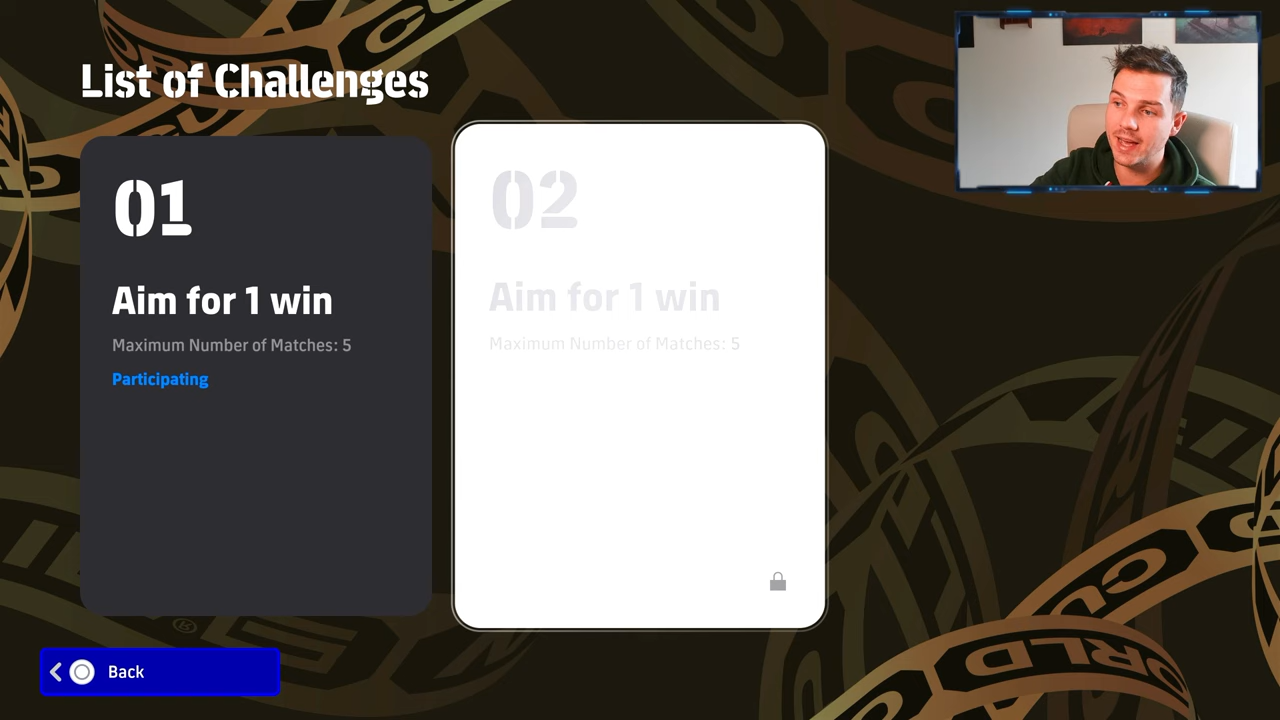 List of Challenges
01
Aim for 1 win
Maximum Number of Matches: 5
Participating
02
Aim for 1 win
Maximum Number of Matches: 5
Back